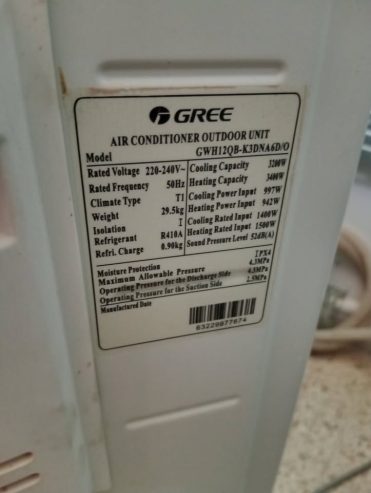 GREE
AIR CONDITIONER OUTDOOR UNIT
Model GWH12QB-K3DNA6D/O
Rated Voltage 220-240V~ Cooling Capacity 3200W
Rated Frequency 50Hz Heating Capacity 3400W
Climate Type T1 Cooling Power Input 997W
Weight 29.5kg Heating Power Input 942W
Isolation I Cooling Rated Input 1400W
Refrigerant R410A Heating Rated Input 1500W
Refri. Charge 0.90kg Sound Pressure Level 52dB(A)
Moisture Protection IPX4
Maximum Allowable Pressure 4.3MPa
Operating Pressure for the Discharge Side 4.3MPa
Operating Pressure for the Suction Side 2.5MPa
Manufactured Date
63229877674